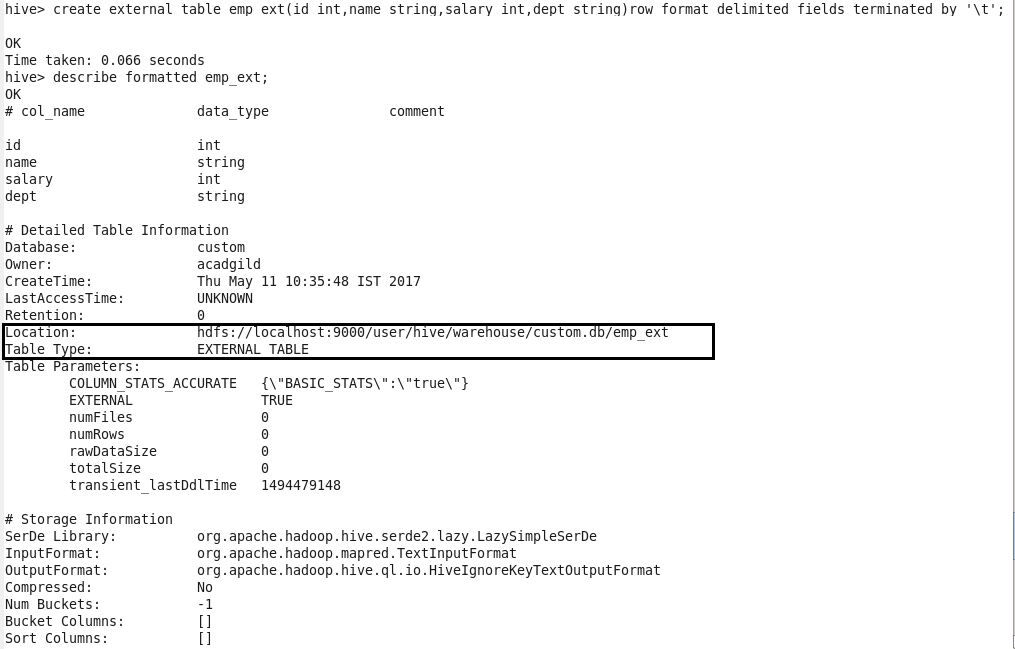 hive> create external table emp_ext(id int,name string,salary int,dept string)row format delimited fields terminated by '\t';
OK
Time taken: 0.066 seconds
hive> describe formatted emp_ext;
OK
# col_name data_type comment
id int
name string
salary int
dept string
# Detailed Table Information
Database: custom
Owner: acadgild
CreateTime: Thu May 11 10:35:48 IST 2017
LastAccessTime: UNKNOWN
Retention: 0
Location: hdfs://localhost:9000/user/hive/warehouse/custom.db/emp_ext
Table Type: EXTERNAL_TABLE
Table Parameters:
COLUMN_STATS_ACCURATE {\"BASIC_STATS\":\"true\"}
EXTERNAL TRUE
numFiles 0
numRows 0
rawDataSize 0
totalSize 0
transient_lastDdlTime 1494479148
# Storage Information
SerDe Library: org.apache.hadoop.hive.serde2.lazy.LazySimpleSerDe
InputFormat: org.apache.hadoop.mapred.TextInputFormat
OutputFormat: org.apache.hadoop.hive.ql.io.HiveIgnoreKeyTextOutputFormat
Compressed: No
Num Buckets: -1
Bucket Columns: []
Sort Columns: []